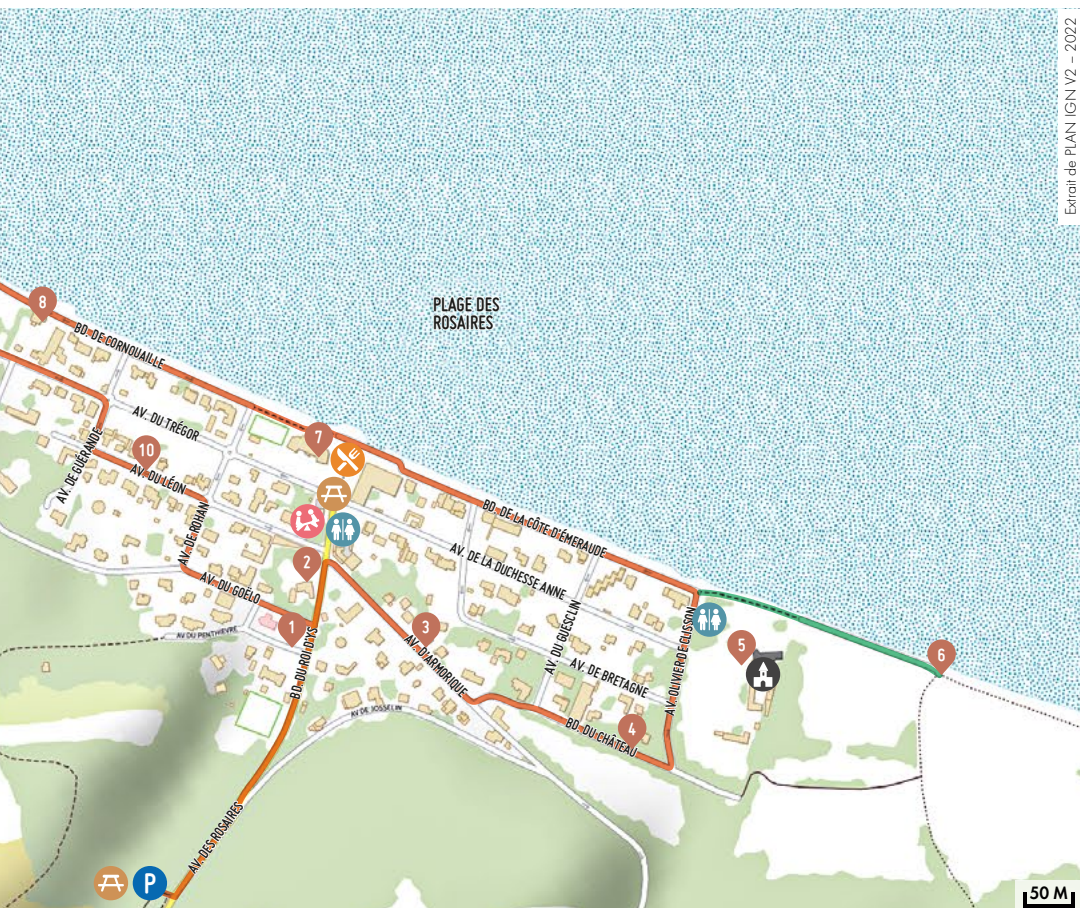 Extrait de PLAN IGN V2 – 2022
PLAGE DES
ROSAIRES
8
BD. DE CORNOUAILLE
AV. DU TRÉGOR
7
10
AV. DE GUÉRANDE
AV. DU LÉON
BD. DE LA CÔTE D'ÉMERAUDE
AV. DE ROHAN
AV. DE LA DUCHESSE ANNE
2
AV. DU GOËLO
1
3
AV. DU GUESCLIN
AV. OLIVIER DE CLISSON
5
6
AV DU PENTHIEVRE
BD. DU ROI D'YS
AV. D'ARMORIQUE
AV. DE BRETAGNE
AV DE JOSSELIN
4
BD. DU CHÂTEAU
AV. DES ROSAIRES
P
50 M